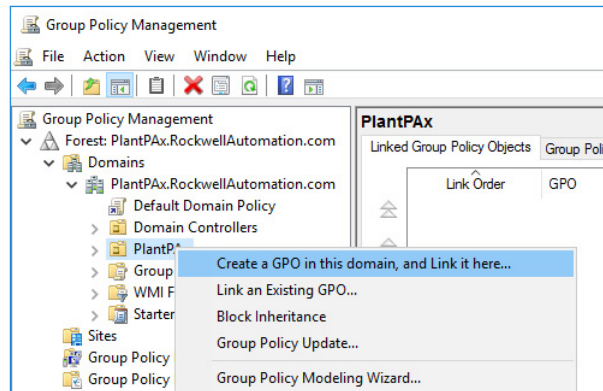 Group Policy Management
File Action View Window Help
Group Policy Management
Forest: PlantPAx.RockwellAutomation.com
Domains
PlantPAx.RockwellAutomation.com
Default Domain Policy
Domain Controllers
PlantPA
Group
WMI F
Starter
Sites
Group Policy
Group Policy
PlantPAx
Linked Group Policy Objects Group Poli
Link Order GPO
Create a GPO in this domain, and Link it here...
Link an Existing GPO...
Block Inheritance
Group Policy Update...
Group Policy Modeling Wizard...